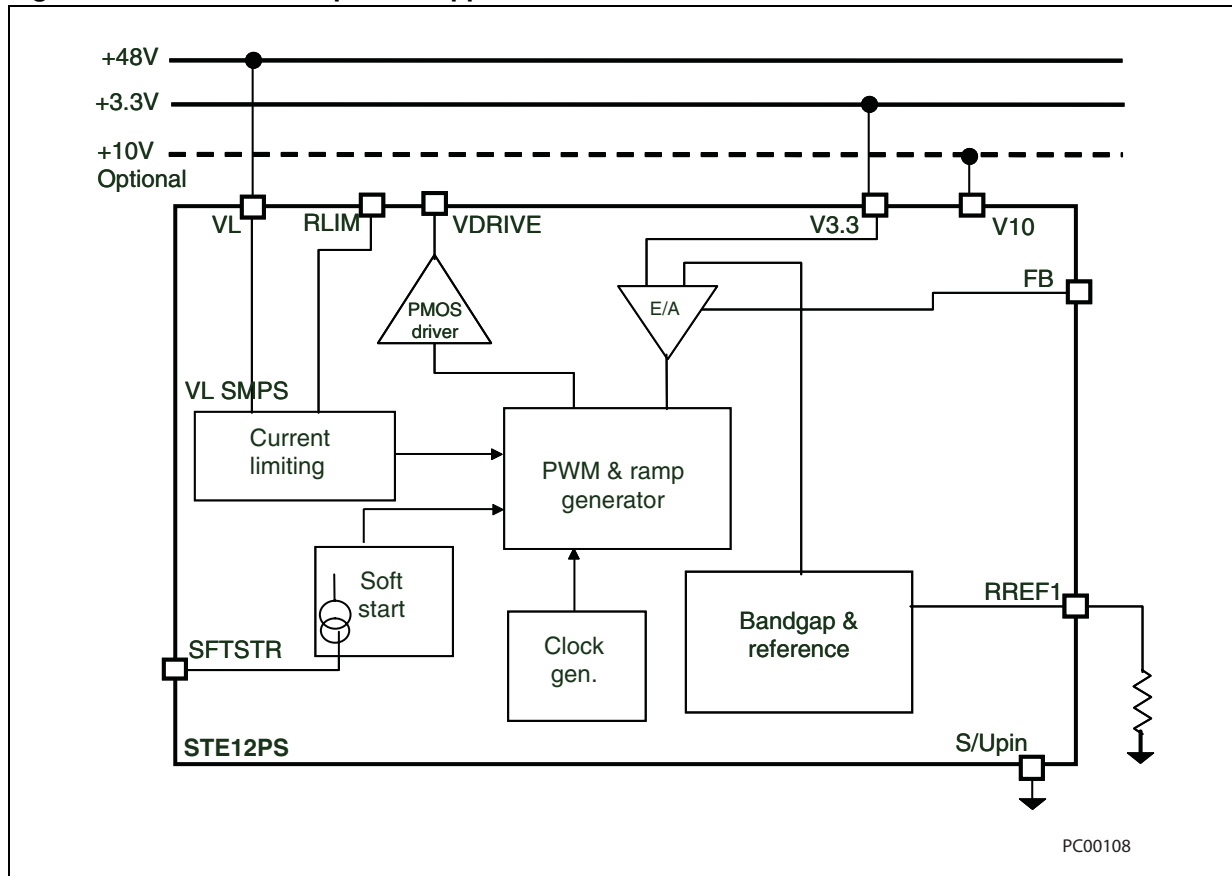 +48V
+3.3V
+10V
Optional
VL
RLIM
VDRIVE
V3.3
V10
FB
PMOS
driver
E/A
VL SMPS
Current
limiting
PWM & ramp
generator
Soft
start
SFTSTR
Clock
gen.
Bandgap &
reference
RREF1
STE12PS
S/Upin
PC00108